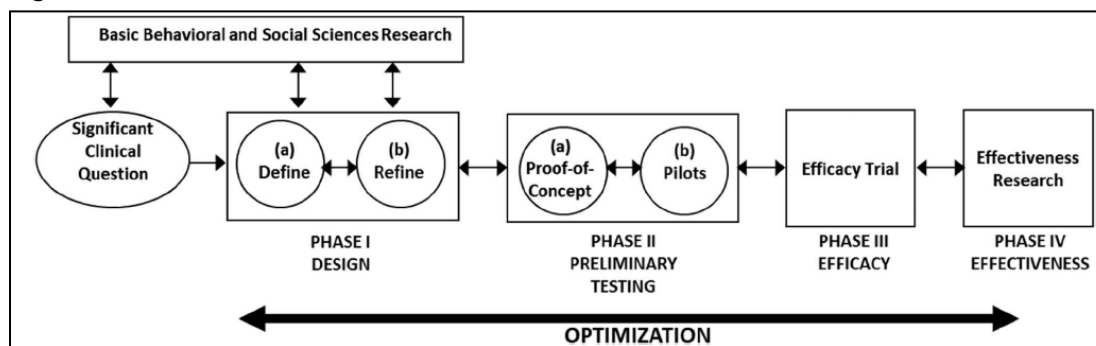 Basic Behavioral and Social Sciences Research
Significant
Clinical
Question
(a)
Define
(b)
Refine
(a)
Proof-of-
Concept
(b)
Pilots
Efficacy Trial
Effectiveness
Research
PHASE I
DESIGN
PHASE II
PRELIMINARY
TESTING
PHASE III
EFFICACY
PHASE IV
EFFECTIVENESS
OPTIMIZATION